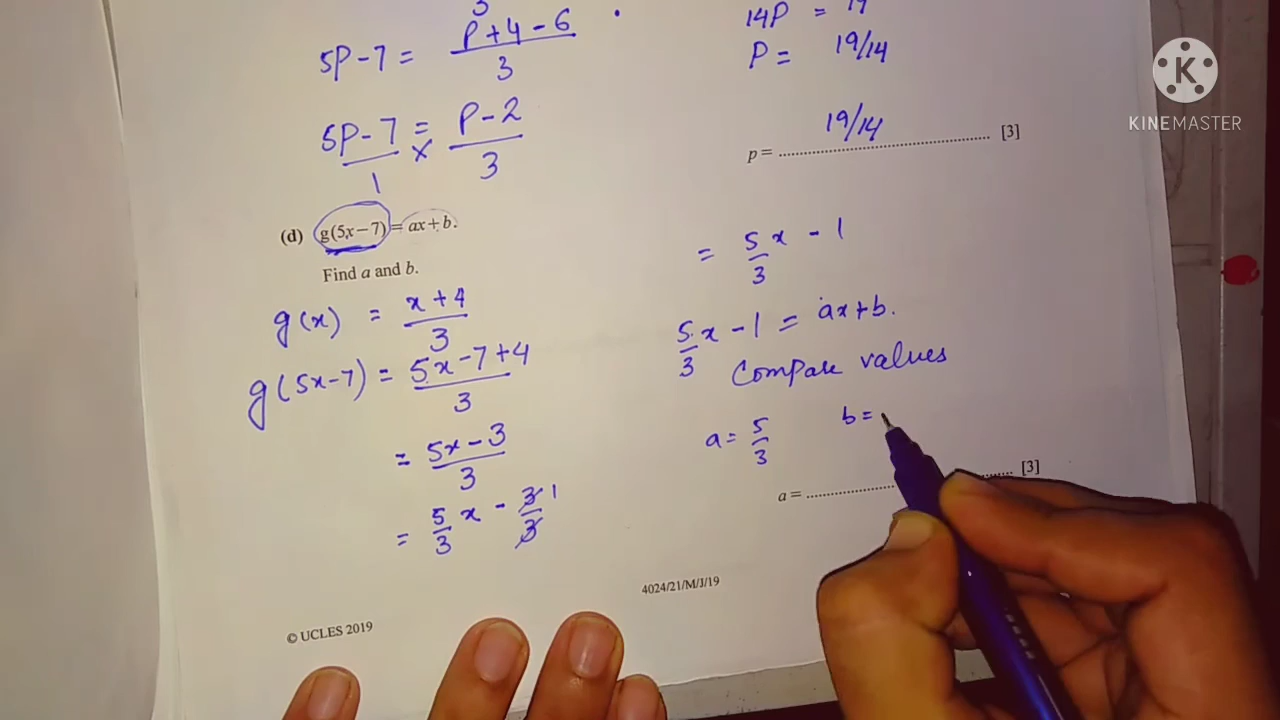 5P-7 = P+4-6/3
5P-7/1 × = P-2/3
(d) g(5x-7) = ax+b.
Find a and b.
g(x) = x+4/3
g(5x-7) = 5x-7+4/3
= 5x-3/3
= 5/3 x - 3/3 1
14P =
P = 19/14
19/14
p = .......... [3]
= 5/3 x - 1
5/3 x - 1 = ax+b.
Compare values
a = 5/3 b =
a = .......... [3]
4024/21/M/J/19
© UCLES 2019
K
KINEMASTER